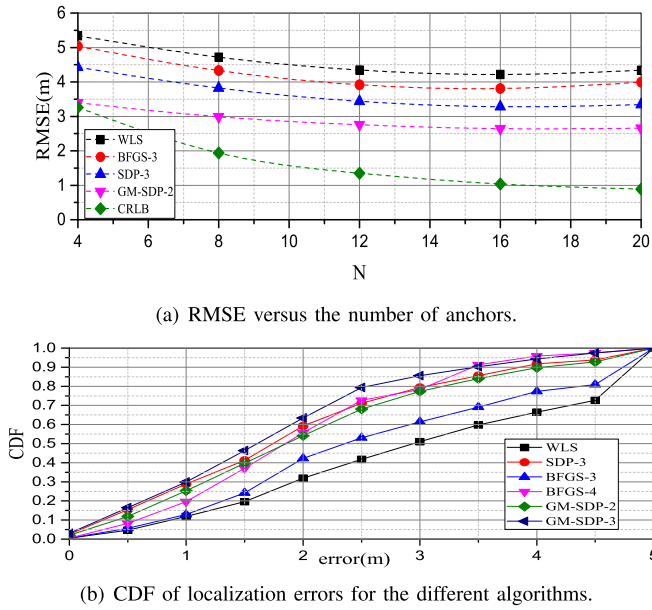 6
5
4
3
2
1
0
RMSE(m)
WLS
BFGS-3
SDP-3
GM-SDP-2
CRLB
4 6 8 10 12 14 16 18 20
N
(a) RMSE versus the number of anchors.
1.0
0.9
0.8
0.7
0.6
0.5
0.4
0.3
0.2
0.1
0.0
CDF
WLS
SDP-3
BFGS-3
BFGS-4
GM-SDP-2
GM-SDP-3
0 1 2 3 4 5
error(m)
(b) CDF of localization errors for the different algorithms.